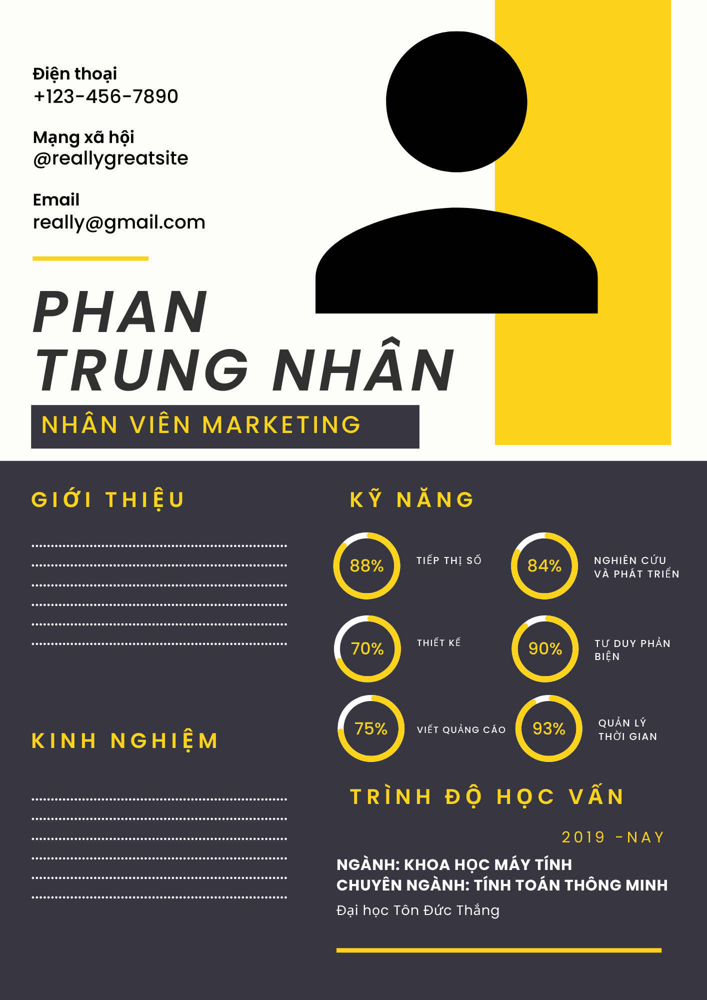 Điện thoại
+123-456-7890
Mạng xã hội
@reallygreatsite
Email
really@gmail.com
PHAN
TRUNG NHÂN
NHÂN VIÊN MARKETING
GIỚI THIỆU
KINH NGHIỆM
KỸ NĂNG
88%
TIẾP THỊ SỐ
84%
NGHIÊN CỨU
VÀ PHÁT TRIỂN
70%
THIẾT KẾ
90%
TƯ DUY PHẢN
BIỆN
75%
VIẾT QUẢNG CÁO
93%
QUẢN LÝ
THỜI GIAN
TRÌNH ĐỘ HỌC VẤN
2019 -NAY
NGÀNH: KHOA HỌC MÁY TÍNH
CHUYÊN NGÀNH: TÍNH TOÁN THÔNG MINH
Đại học Tôn Đức Thắng